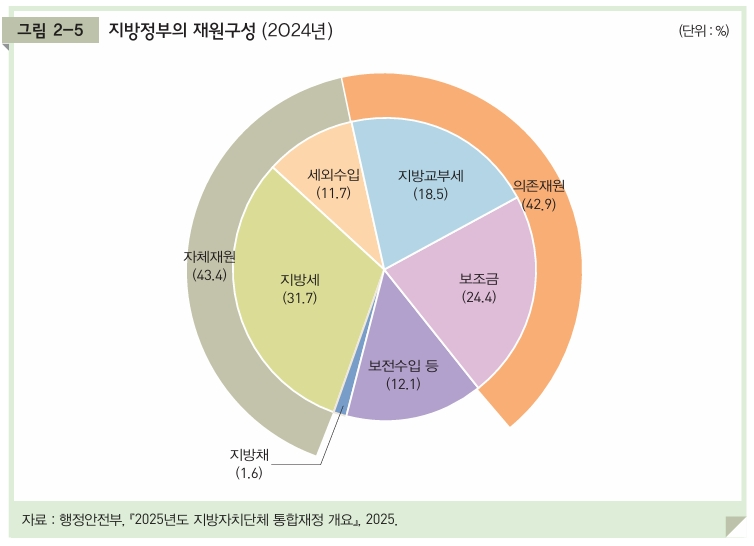 그림 2-5 지방정부의 재원구성 (2024년)
(단위 : %)
세외수입
(11.7)
지방교부세
(18.5)
의존재원
(42.9)
자체재원
(43.4)
지방세
(31.7)
보조금
(24.4)
보전수입 등
(12.1)
지방채
(1.6)
자료 : 행정안전부, 『2025년도 지방자치단체 통합재정 개요』, 2025.